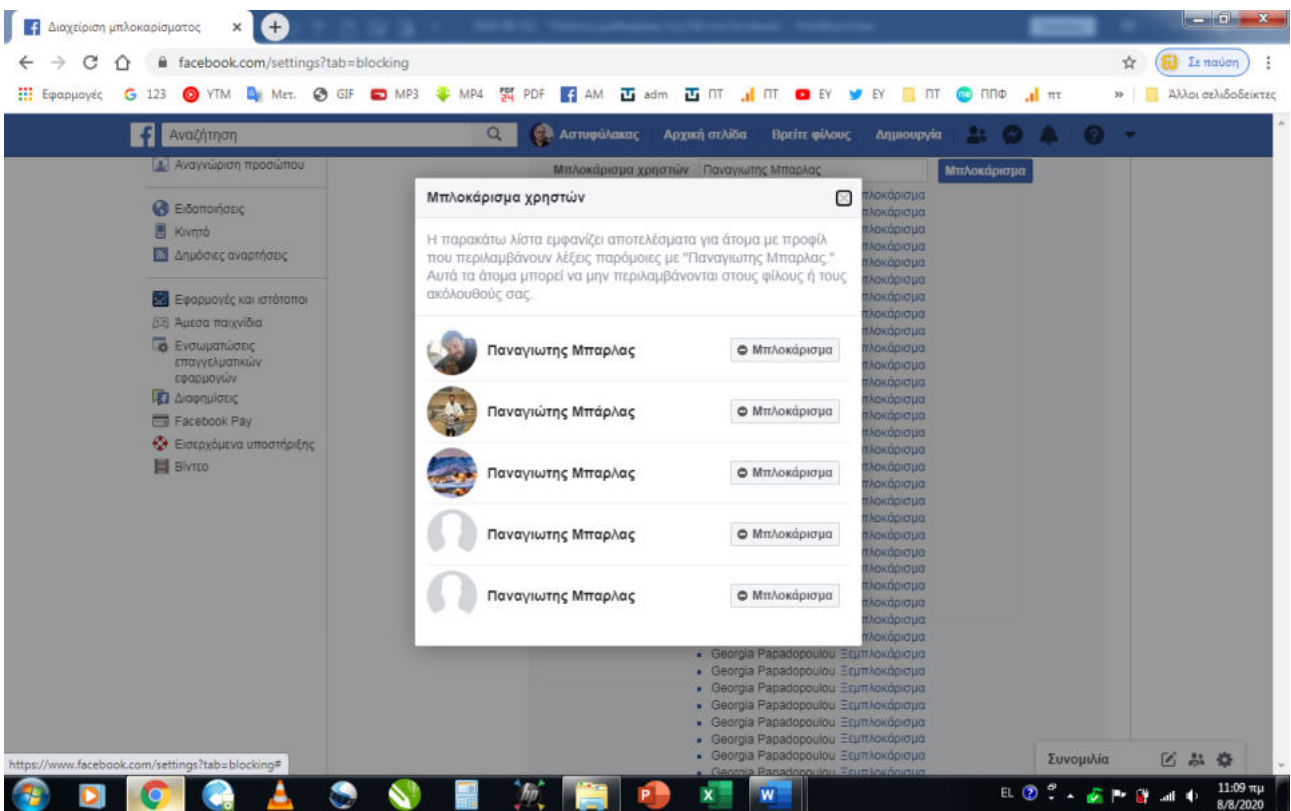 Διαχείριση μπλοκαρίσματος
facebook.com/settings?tab=blocking
Σε παύση
Εφαρμογές 123 YTM Μετ. GIF MP3 MP4 PDF AM adm ΠΤ ΠΤ ΕΥ ΕΥ ΠΤ ΠΠΦ πτ » Άλλοι σελιδοδείκτες
Αναζήτηση
Αστυφύλακας Αρχική σελίδα Βρείτε φίλους Δημιουργία
Αναγνώριση προσώπου
Ειδοποιήσεις
Κινητό
Δημόσιες αναρτήσεις
Εφαρμογές και ιστότοποι
Άμεσα παιχνίδια
Ενσωματώσεις
επαγγελματικών
εφαρμογών
Διαφημίσεις
Facebook Pay
Εισερχόμενα υποστήριξης
Βίντεο
Μπλοκάρισμα χρηστών Παναγιωτης Μπαρλας Μπλοκάρισμα
Μπλοκάρισμα χρηστών
Η παρακάτω λίστα εμφανίζει αποτελέσματα για άτομα με προφίλ
που περιλαμβάνουν λέξεις παρόμοιες με "Παναγιωτης Μπαρλας."
Αυτά τα άτομα μπορεί να μην περιλαμβάνονται στους φίλους ή τους
ακόλουθούς σας.
Παναγιωτης Μπαρλας Μπλοκάρισμα
Παναγιώτης Μπάρλας Μπλοκάρισμα
Παναγιωτης Μπαρλας Μπλοκάρισμα
Παναγιωτης Μπαρλας Μπλοκάρισμα
Παναγιωτης Μπαρλας Μπλοκάρισμα
Georgia Papadopoulou Ξεμπλοκάρισμα
Georgia Papadopoulou Ξεμπλοκάρισμα
Georgia Papadopoulou Ξεμπλοκάρισμα
Georgia Papadopoulou Ξεμπλοκάρισμα
Georgia Papadopoulou Ξεμπλοκάρισμα
Georgia Papadopoulou Ξεμπλοκάρισμα
Georgia Papadopoulou Ξεμπλοκάρισμα
Georgia Papadopoulou Ξεμπλοκάρισμα
Συνομιλία
https://www.facebook.com/settings?tab=blocking#
EL
11:09 πμ
8/8/2020